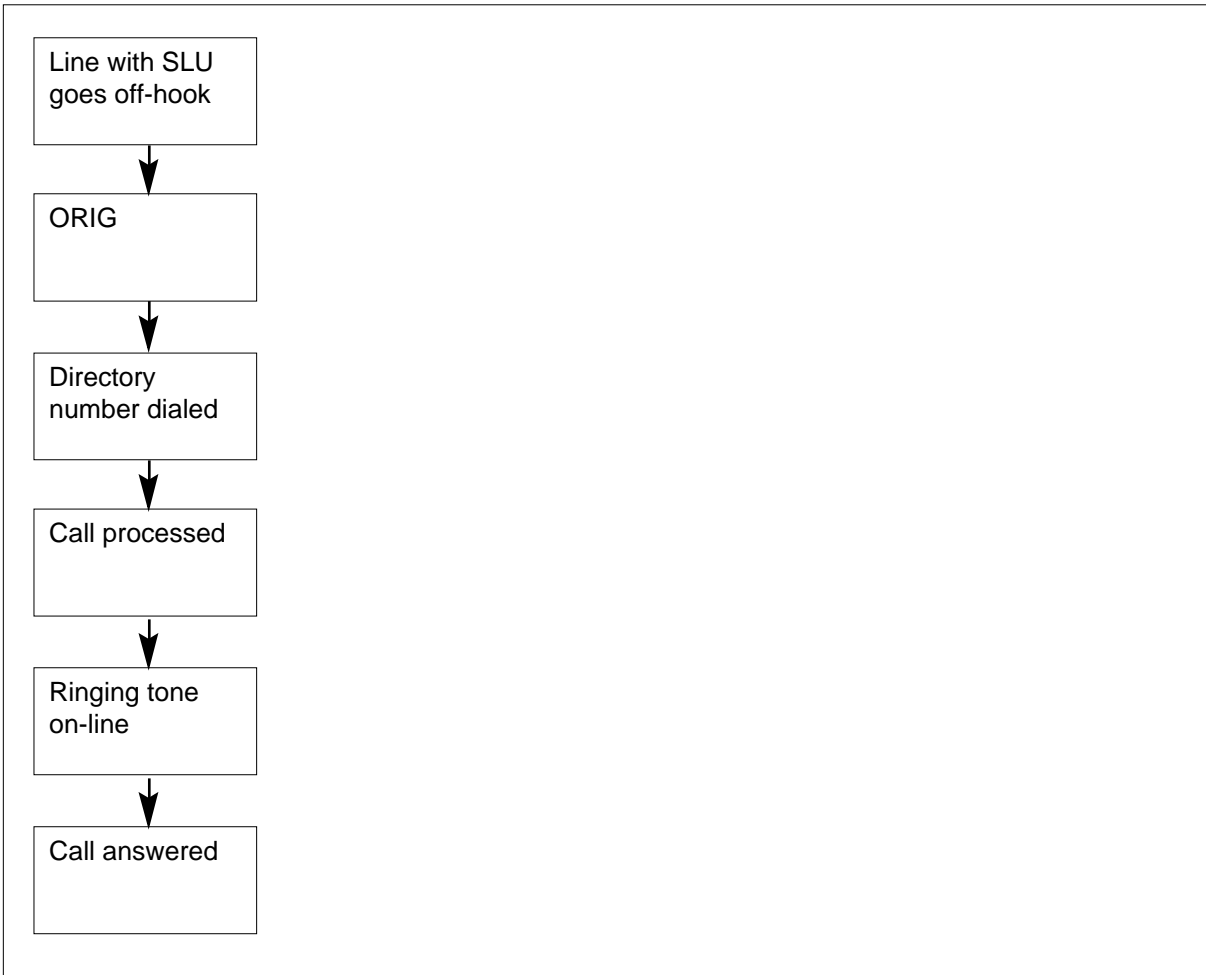 Line with SLU
goes off-hook
ORIG
Directory
number dialed
Call processed
Ringing tone
on-line
Call answered